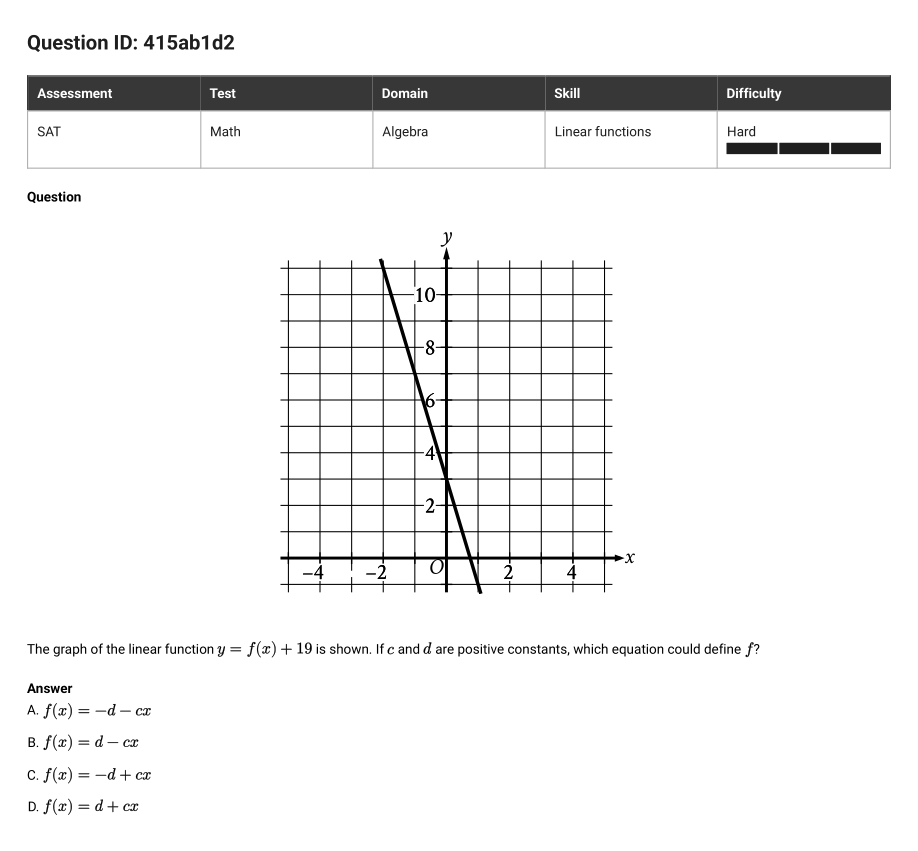 Question ID: 415ab1d2
Assessment Test Domain Skill Difficulty
SAT Math Algebra Linear functions Hard
Question
y
10
8
6
4
2
−4 −2 O 2 4 x
The graph of the linear function y = f(x) + 19 is shown. If c and d are positive constants, which equation could define f?
Answer
A. f(x) = −d − cx
B. f(x) = d − cx
C. f(x) = −d + cx
D. f(x) = d + cx